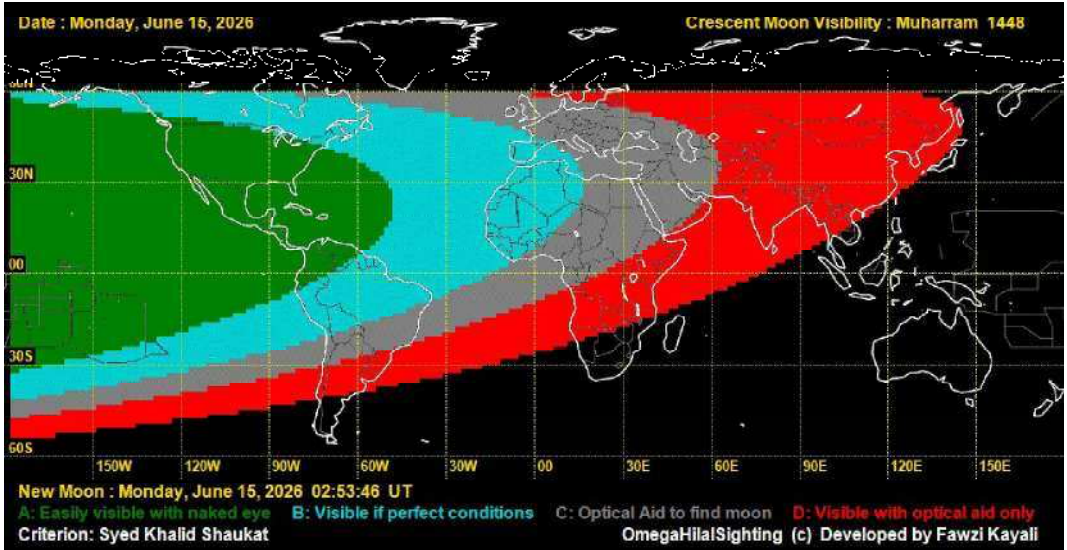 Date : Monday, June 15, 2026
Crescent Moon Visibility : Muharram 1448
60N
30N
00
30S
60S
150W 120W 90W 60W 30W 00 30E 60E 90E 120E 150E
New Moon : Monday, June 15, 2026 02:53:46 UT
A: Easily visible with naked eye B: Visible if perfect conditions C: Optical Aid to find moon D: Visible with optical aid only
Criterion: Syed Khalid Shaukat OmegaHilalSighting (c) Developed by Fawzi Kayali